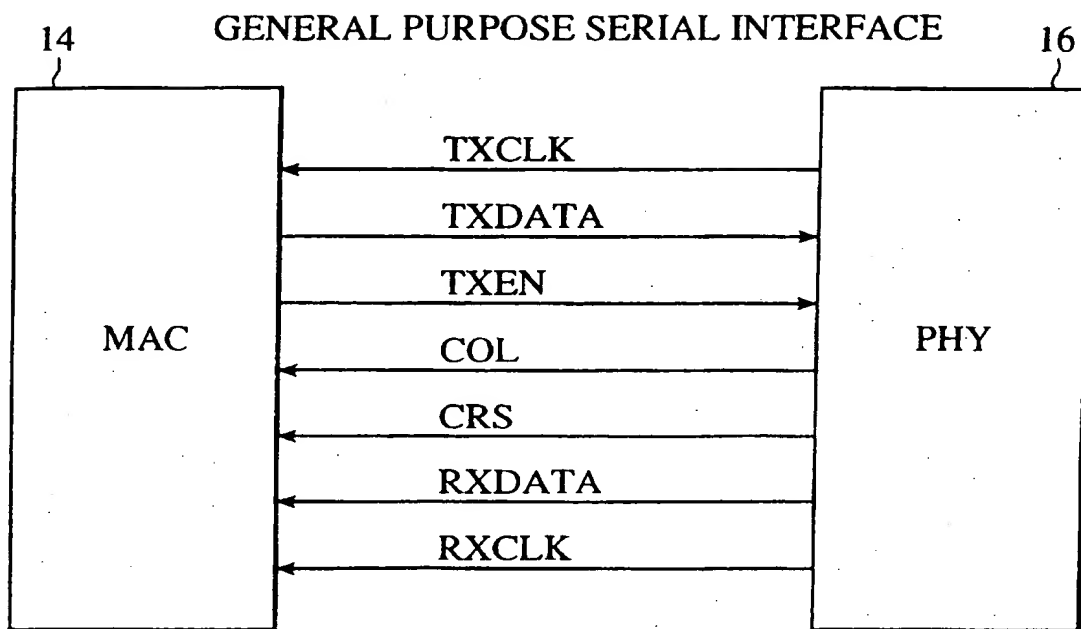 GENERAL PURPOSE SERIAL INTERFACE
14
16
TXCLK
TXDATA
TXEN
MAC
PHY
COL
CRS
RXDATA
RXCLK